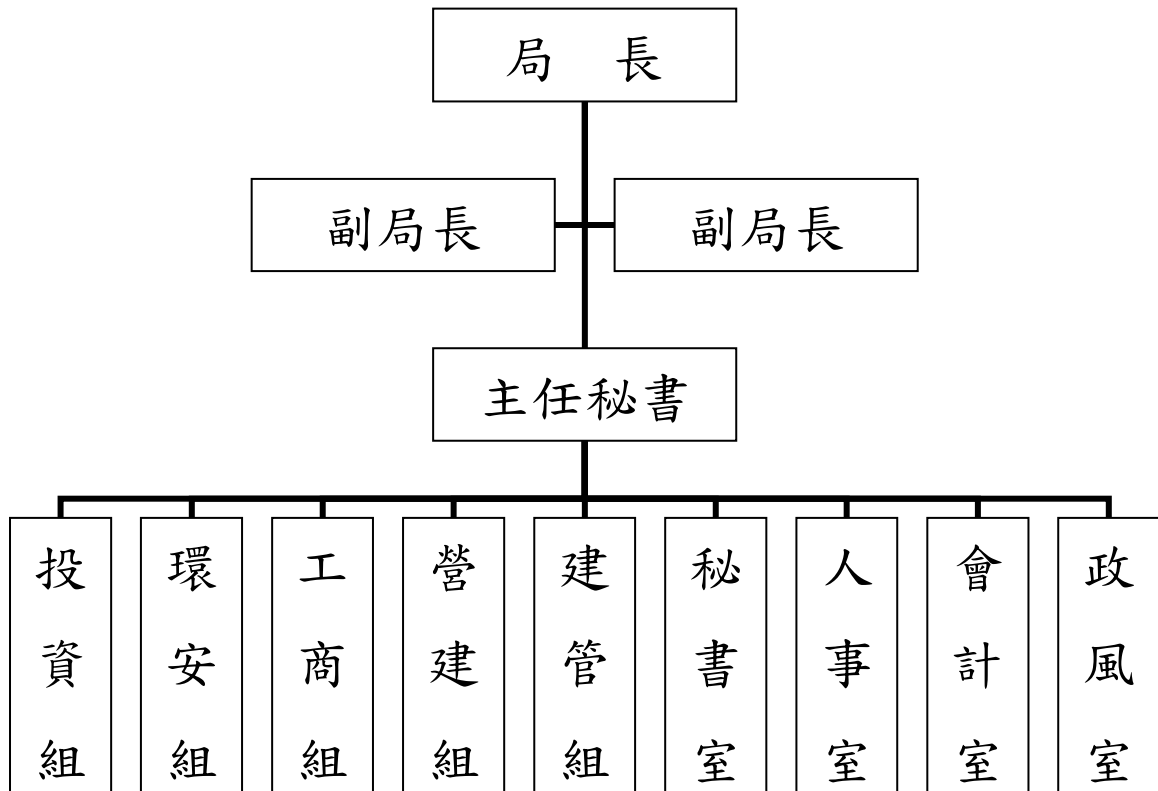 局 長
副局長
副局長
主任秘書
投資組
環安組
工商組
營建組
建管組
秘書室
人事室
會計室
政風室